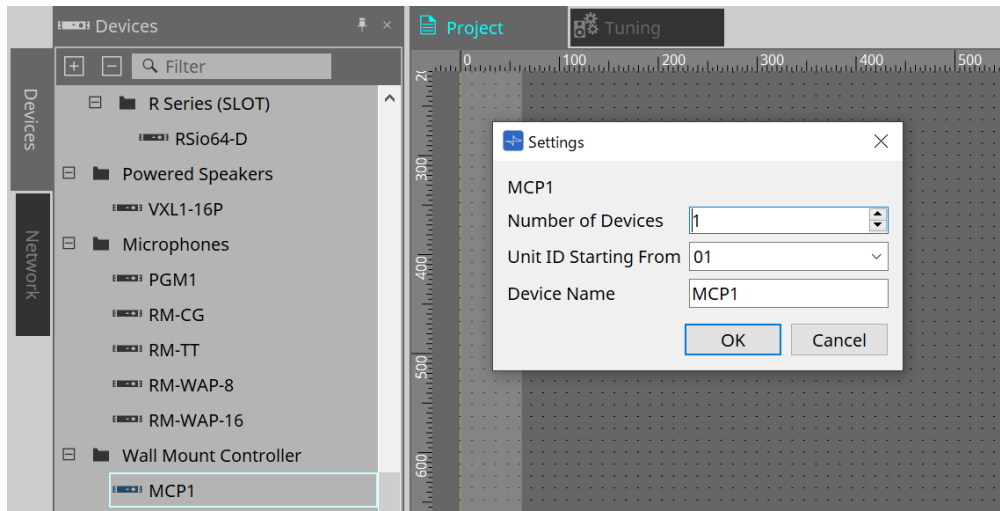 Devices
Filter
R Series (SLOT)
RSio64-D
Powered Speakers
VXL1-16P
Microphones
PGM1
RM-CG
RM-TT
RM-WAP-8
RM-WAP-16
Wall Mount Controller
MCP1
Devices
Network
Project
Tuning
0
100
200
300
400
500
300
400
500
600
Settings
MCP1
Number of Devices 1
Unit ID Starting From 01
Device Name MCP1
OK Cancel